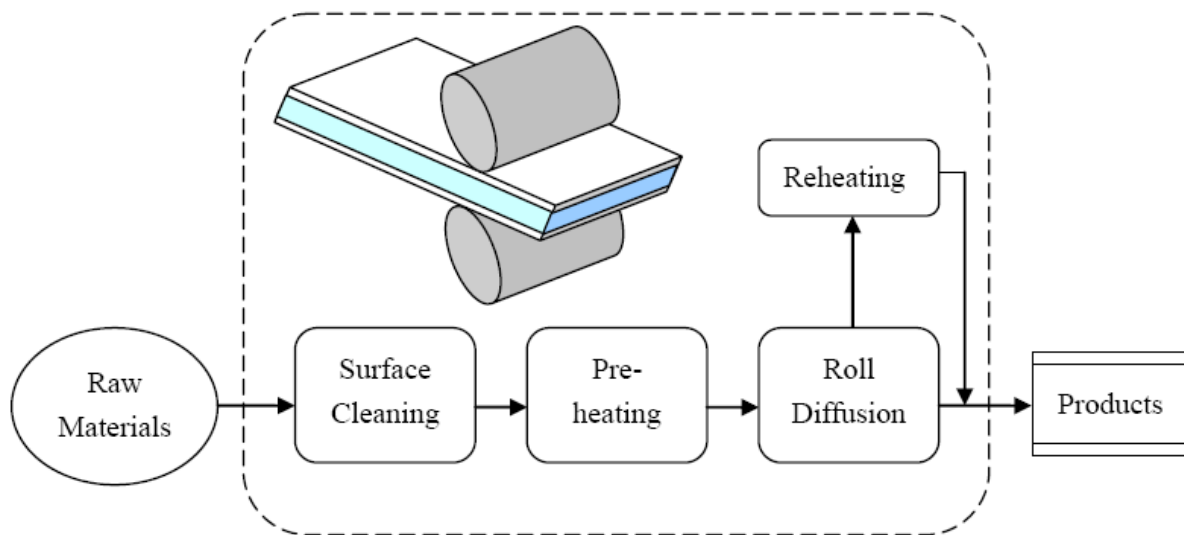 Reheating
Raw
Materials
Surface
Cleaning
Pre-
heating
Roll
Diffusion
Products